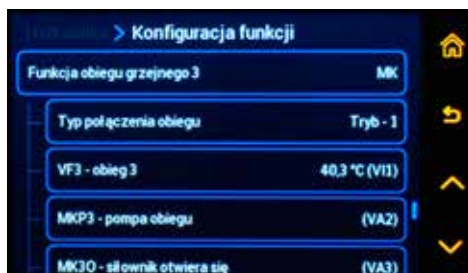 > Konfiguracja funkcji
Funkcja obiegu grzejnego 3 MK
Typ połączenia obiegu Tryb - 1
VF3 - obieg 3 40,3 °C (VI1)
MKP3 - pompa obiegu (VA2)
MK3O - siłownik otwiera się (VA3)